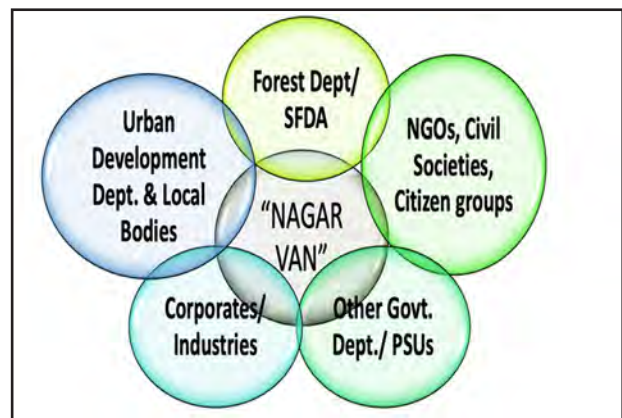 Forest Dept/
SFDA
Urban
Development
Dept. & Local
Bodies
NGOs, Civil
Societies,
Citizen groups
“NAGAR
VAN”
Corporates/
Industries
Other Govt.
Dept./ PSUs